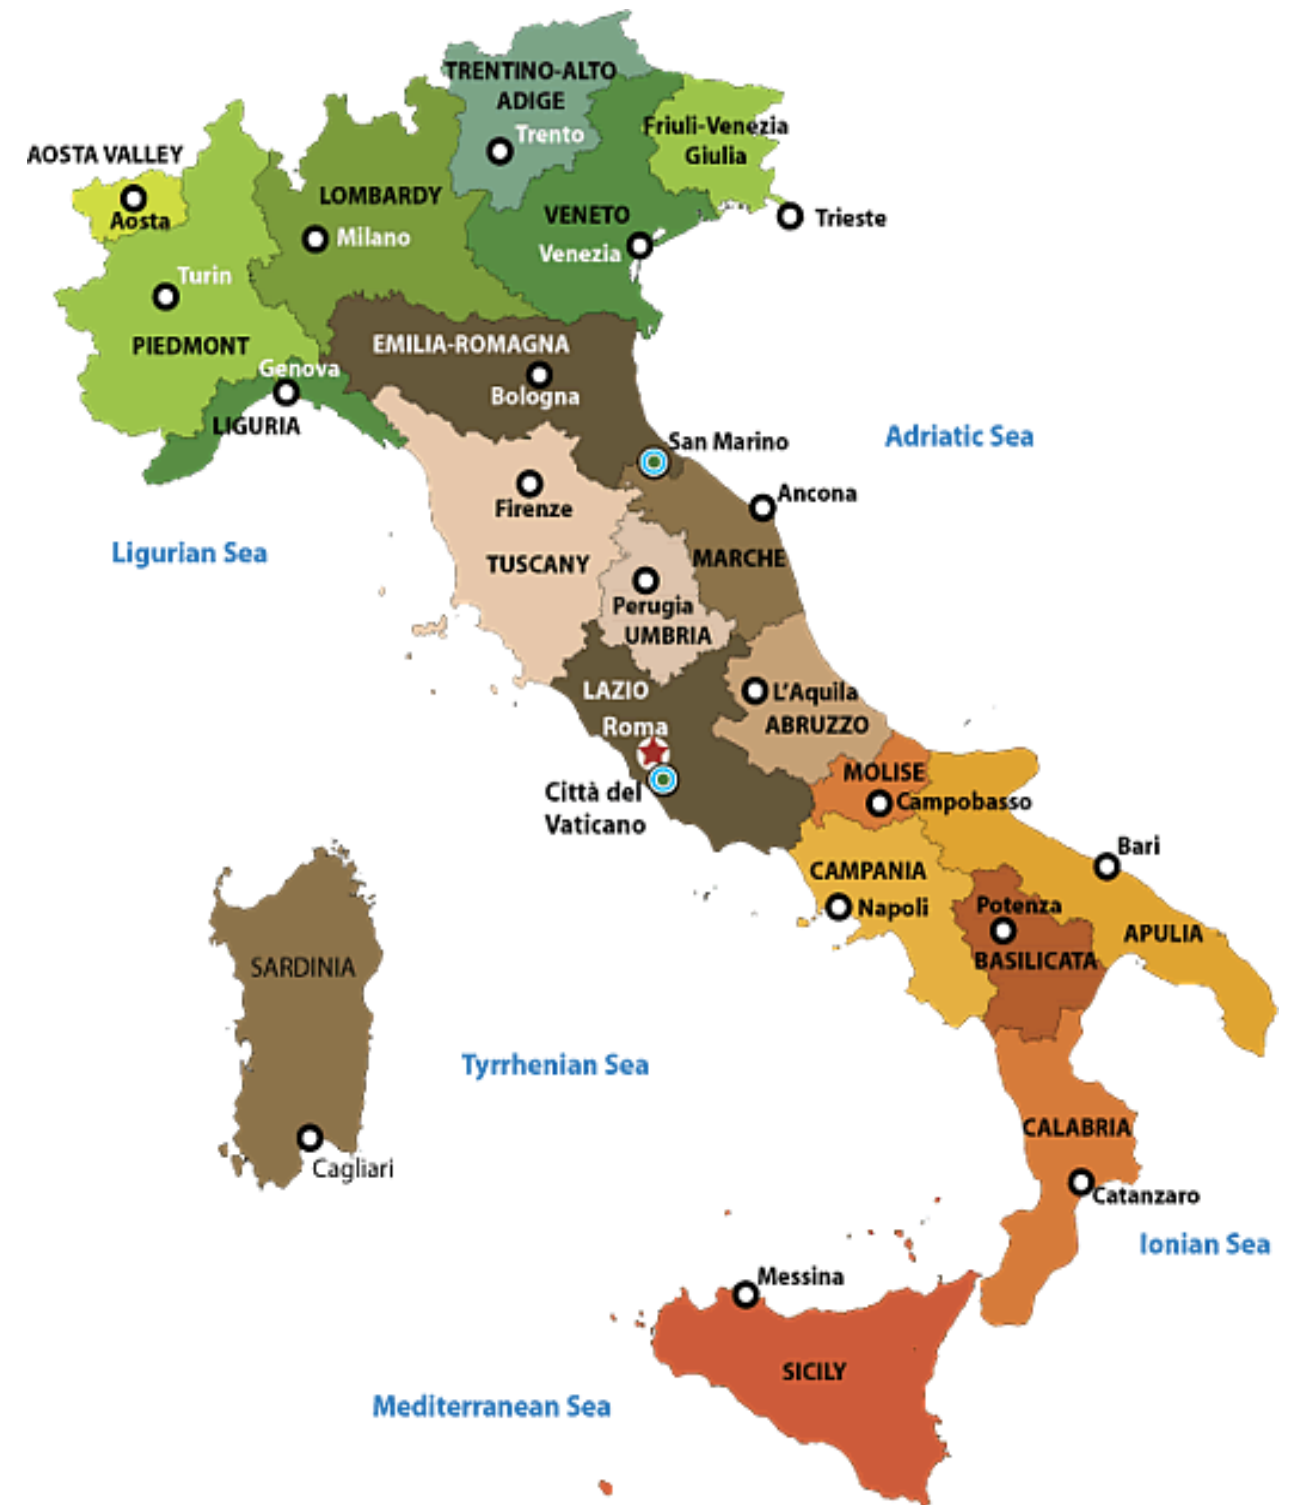 TRENTINO-ALTO
ADIGE
Trento
Friuli-Venezia
Giulia
AOSTA VALLEY
Aosta
LOMBARDY
Milano
VENETO
Venezia
Trieste
Turin
PIEDMONT
EMILIA-ROMAGNA
Bologna
Genova
LIGURIA
San Marino
Adriatic Sea
Ancona
Firenze
Ligurian Sea
TUSCANY
MARCHE
Perugia
UMBRIA
LAZIO
Roma
L'Aquila
ABRUZZO
Città del
Vaticano
MOLISE
Campobasso
Bari
CAMPANIA
Napoli
Potenza
BASILICATA
APULIA
SARDINIA
Tyrrhenian Sea
CALABRIA
Cagliari
Catanzaro
Ionian Sea
Messina
SICILY
Mediterranean Sea